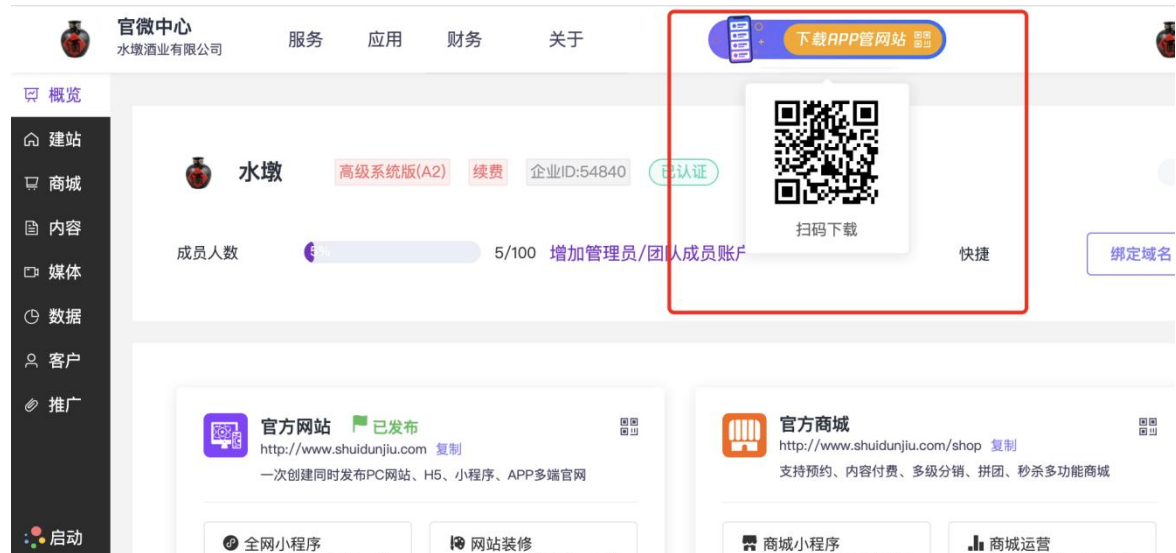 官微中心
水墩酒业有限公司
服务 应用 财务 关于
下载APP管网站
概览
建站
商城
内容
媒体
数据
客户
推广
启动
水墩 高级系统版(A2) 续费 企业ID:54840 已认证
扫码下载
成员人数 5% 5/100 增加管理员/团队成员账户 快捷 绑定域名
官方网站 已发布
http://www.shuidunjiu.com 复制
一次创建同时发布PC网站、H5、小程序、APP多端官网
全网小程序 网站装修
官方商城
http://www.shuidunjiu.com/shop 复制
支持预约、内容付费、多级分销、拼团、秒杀多功能商城
商城小程序 商城运营